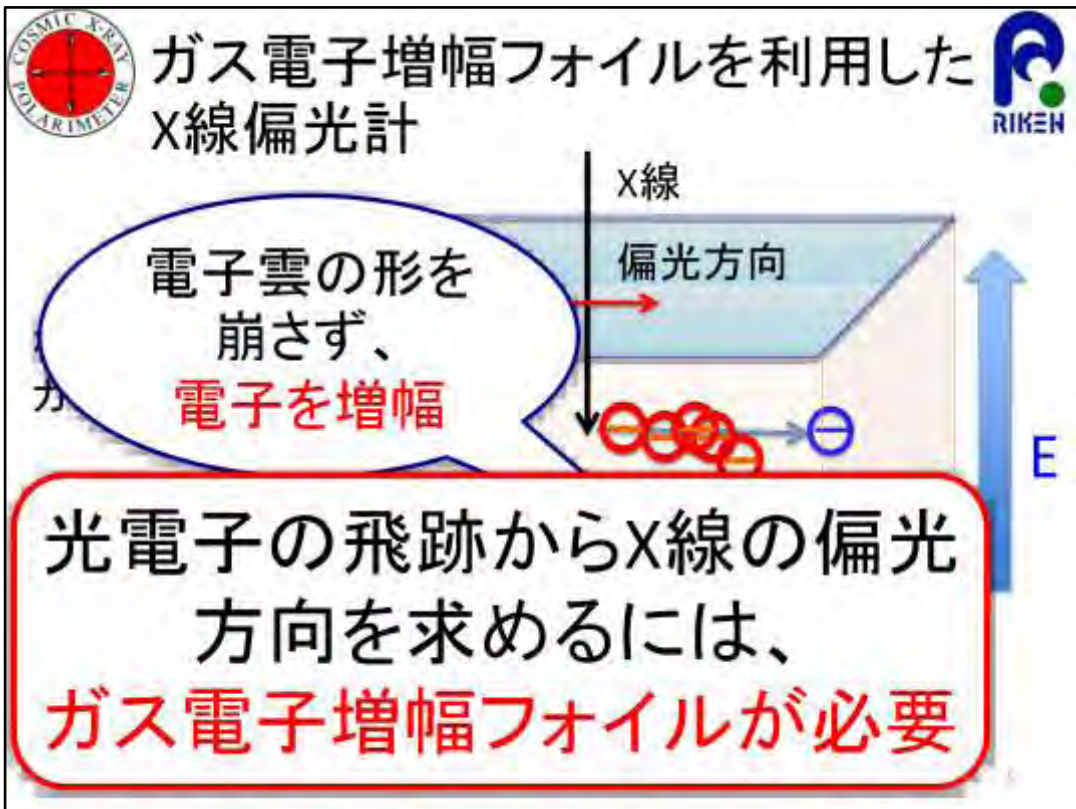 COSMIC X-RAY POLARIMETER
ガス電子増幅フォイルを利用した
X線偏光計
RIKEN
X線
偏光方向
電子雲の形を
崩さず、
電子を増幅
E
光電子の飛跡からX線の偏光
方向を求めるには、
ガス電子増幅フォイルが必要